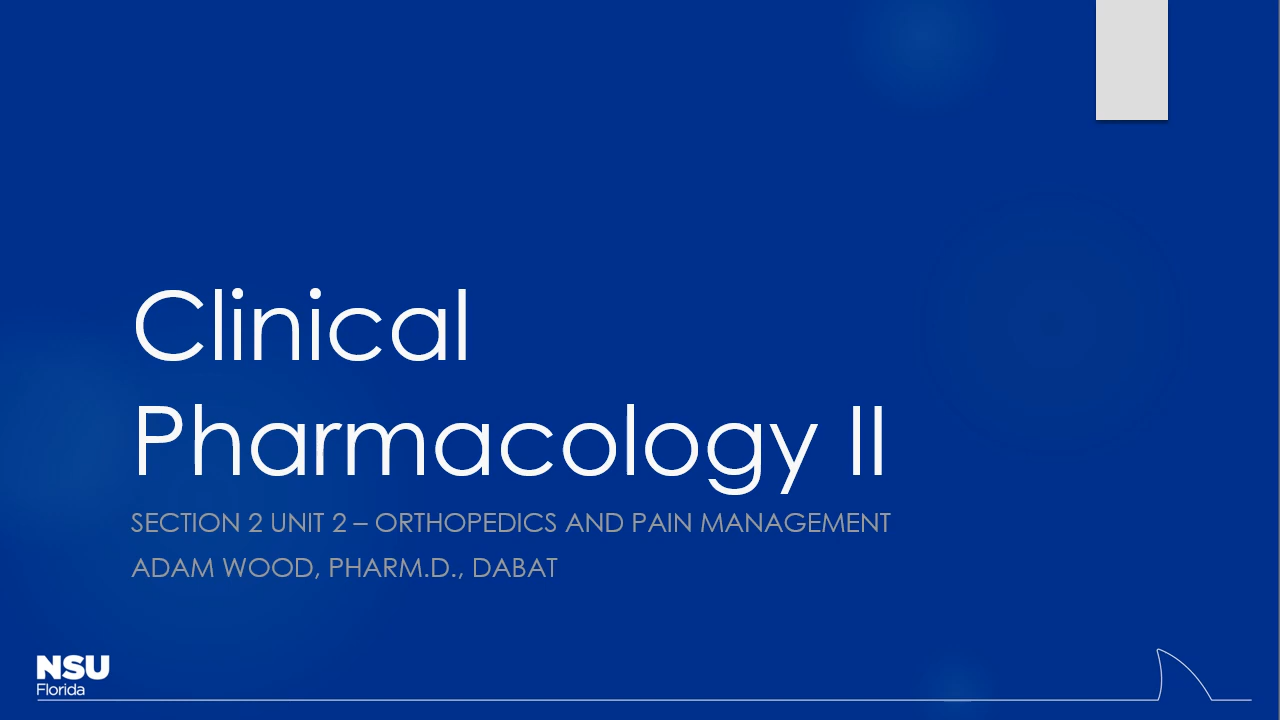 Clinical
Pharmacology II
SECTION 2 UNIT 2 – ORTHOPEDICS AND PAIN MANAGEMENT
ADAM WOOD, PHARM.D., DABAT
NSU
Florida